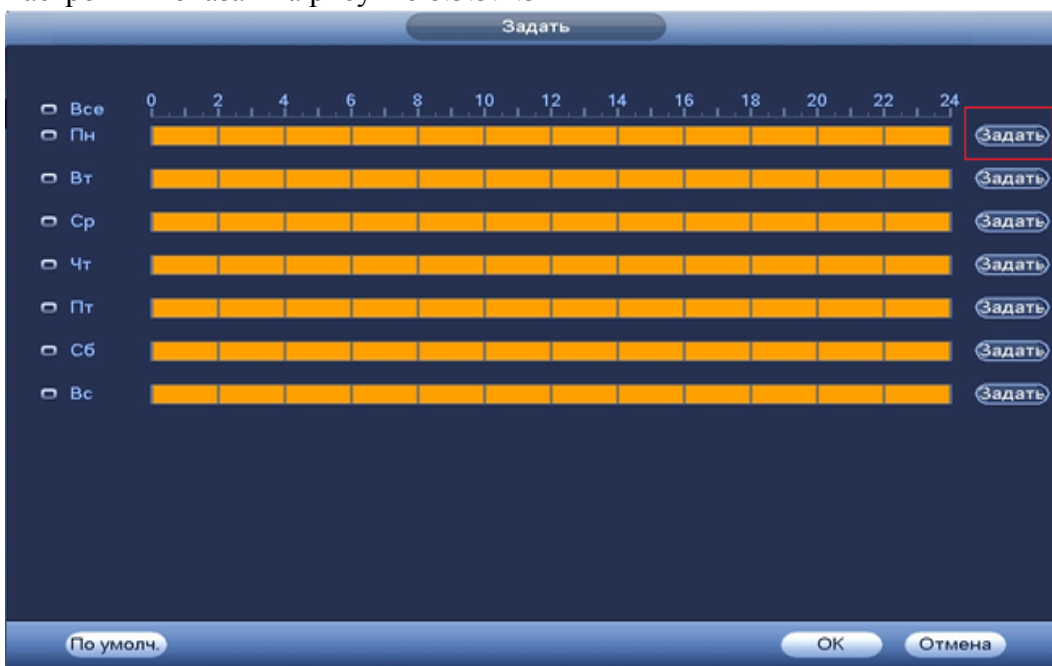 Задать
0 2 4 6 8 10 12 14 16 18 20 22 24
Все
Пн Задать
Вт Задать
Ср Задать
Чт Задать
Пт Задать
Сб Задать
Вс Задать
По умолч. OK Отмена